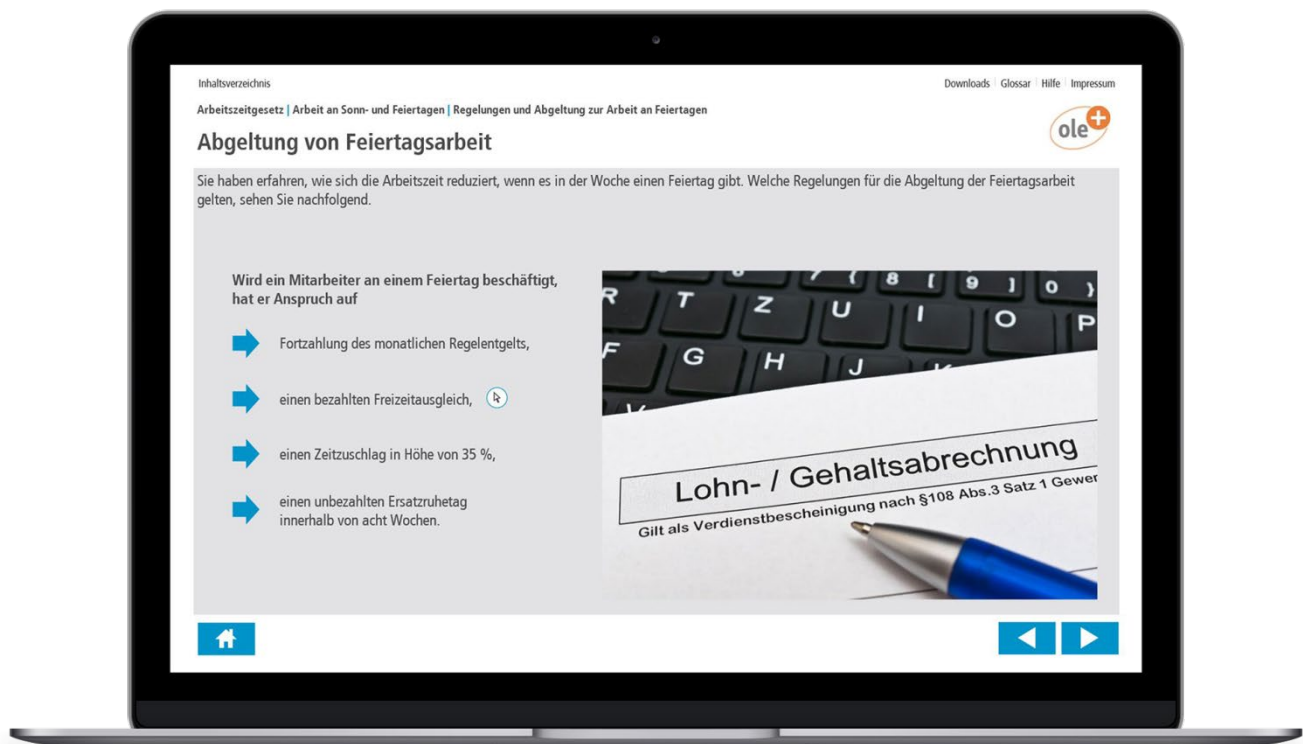 Inhaltsverzeichnis
Downloads | Glossar | Hilfe | Impressum
Arbeitszeitgesetz | Arbeit an Sonn- und Feiertagen | Regelungen und Abgeltung zur Arbeit an Feiertagen
ole+
Abgeltung von Feiertagsarbeit
Sie haben erfahren, wie sich die Arbeitszeit reduziert, wenn es in der Woche einen Feiertag gibt. Welche Regelungen für die Abgeltung der Feiertagsarbeit
gelten, sehen Sie nachfolgend.
Wird ein Mitarbeiter an einem Feiertag beschäftigt,
hat er Anspruch auf
Fortzahlung des monatlichen Regelentgelts,
einen bezahlten Freizeitausgleich,
einen Zeitzuschlag in Höhe von 35 %,
einen unbezahlten Ersatzruhetag
innerhalb von acht Wochen.
7 { 8 [ 9 ] 0 }
R T Z U I O P
F G H J
Lohn- / Gehaltsabrechnung
Gilt als Verdienstbescheinigung nach §108 Abs.3 Satz 1 Gewer